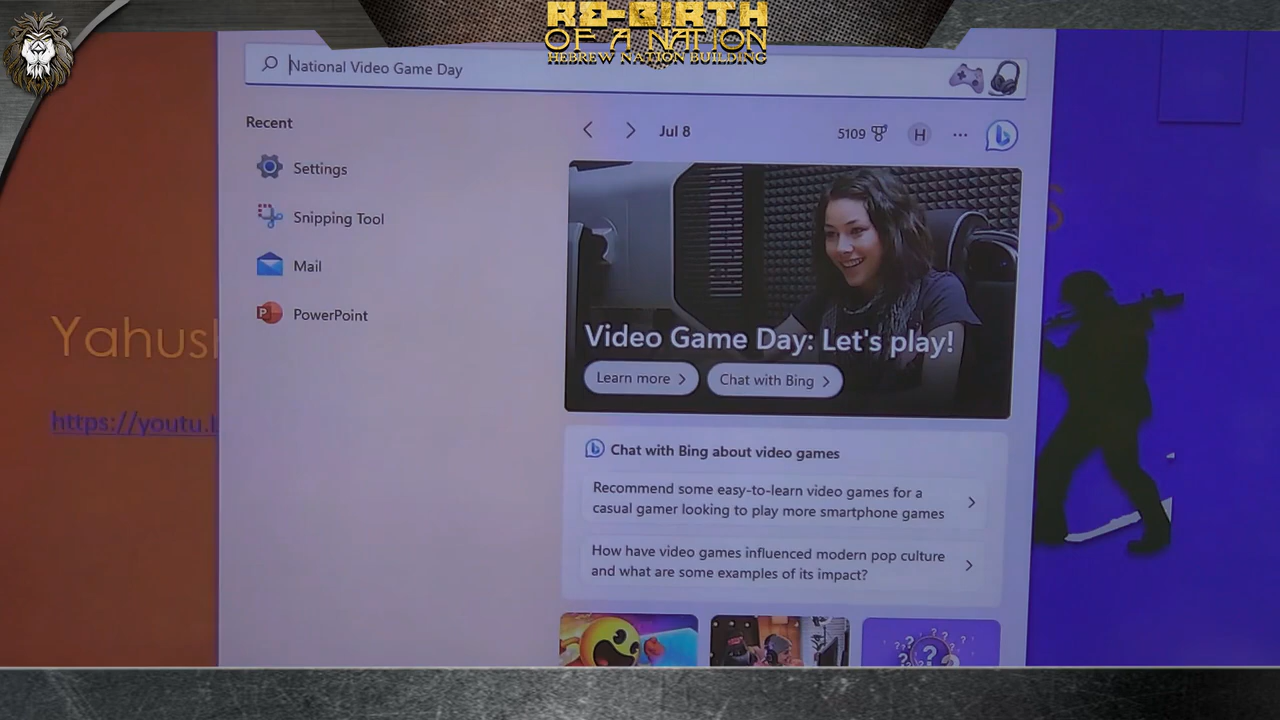 RE-BIRTH
OF A NATION
HEBREW NATION BUILDING
National Video Game Day
Recent
Jul 8
5109
H
Settings
Snipping Tool
Mail
PowerPoint
Video Game Day: Let's play!
Learn more
Chat with Bing
Chat with Bing about video games
Recommend some easy-to-learn video games for a
casual gamer looking to play more smartphone games
How have video games influenced modern pop culture
and what are some examples of its impact?
Yahush
https://youtu.b
S